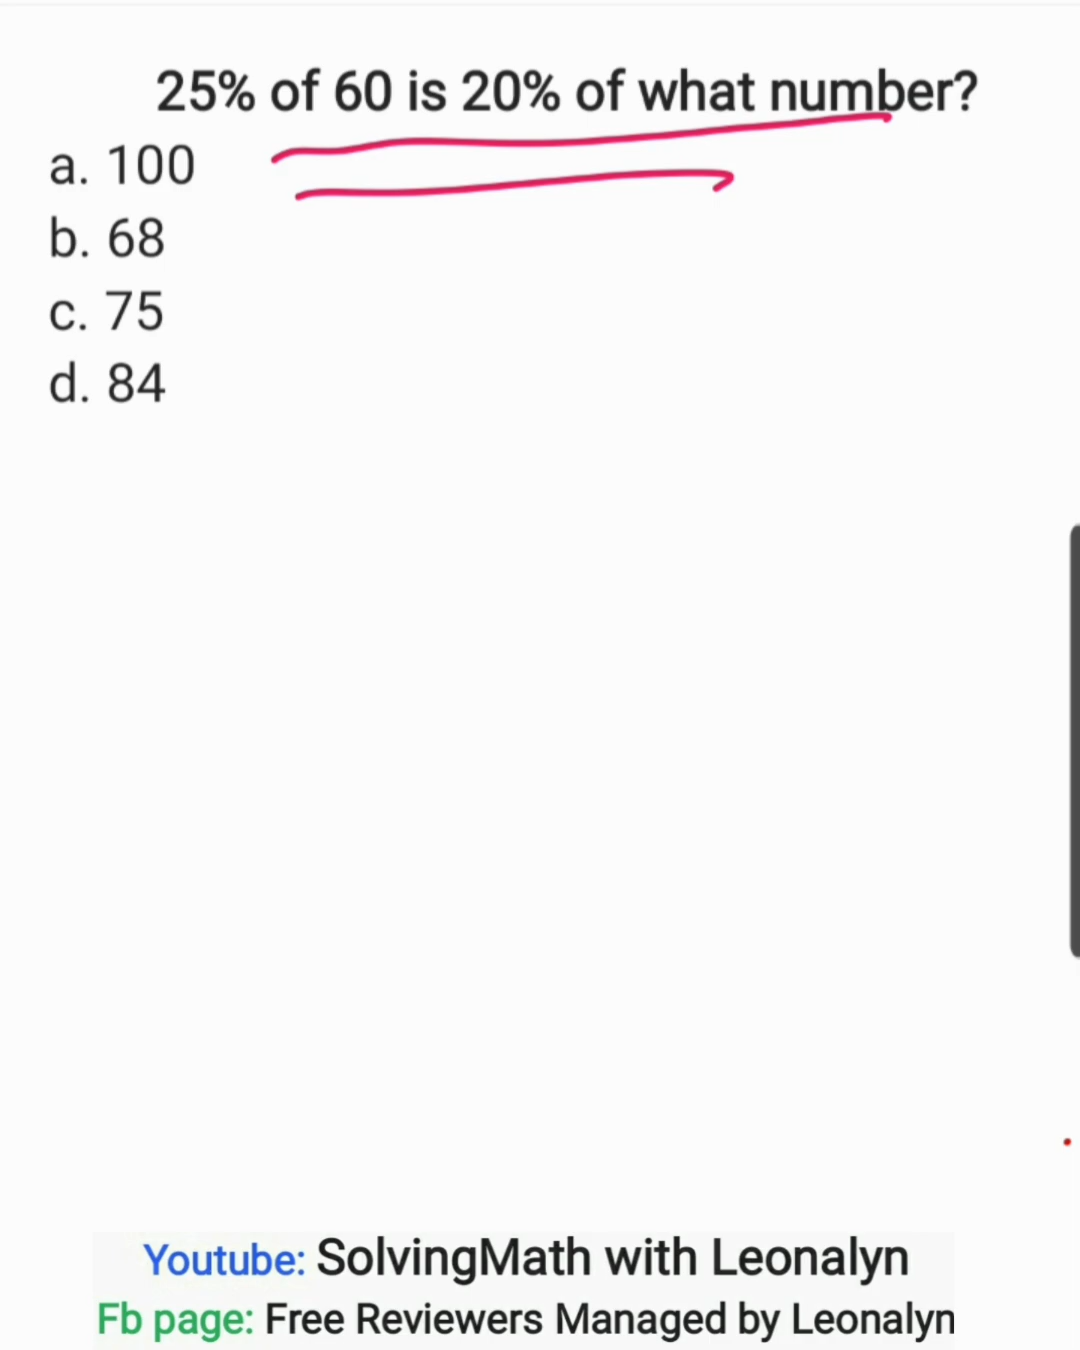 25% of 60 is 20% of what number?
a. 100
b. 68
c. 75
d. 84
Youtube: SolvingMath with Leonalyn
Fb page: Free Reviewers Managed by Leonalyn